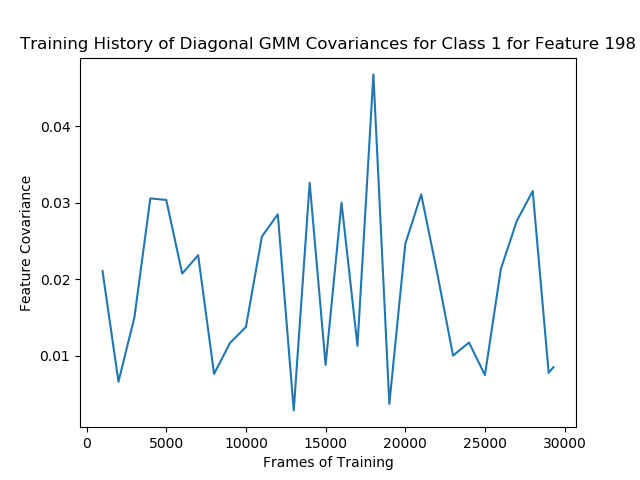 Training History of Diagonal GMM Covariances for Class 1 for Feature 198
0.04
0.03
0.02
0.01
Feature Covariance
0 5000 10000 15000 20000 25000 30000
Frames of Training